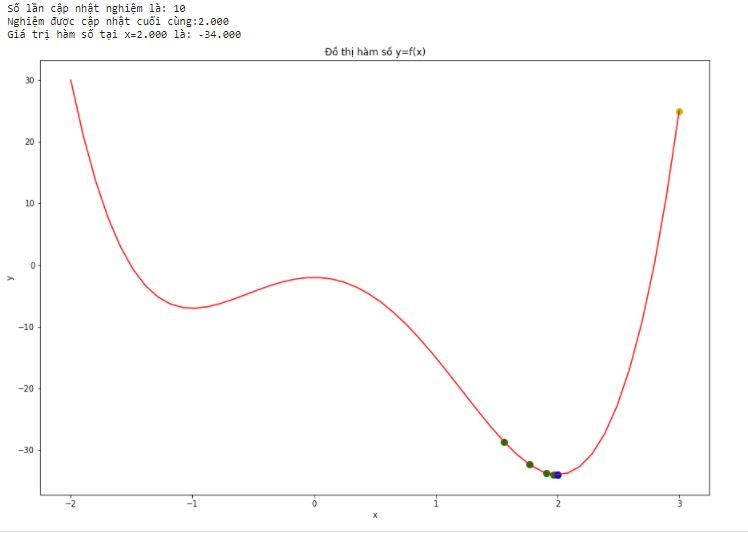 Số lần cập nhật nghiệm là: 10
Nghiệm được cập nhật cuối cùng:2.000
Giá trị hàm số tại x=2.000 là: -34.000
Đồ thị hàm số y=f(x)
30
20
10
0
−10
−20
−30
y
−2 −1 0 1 2 3
x